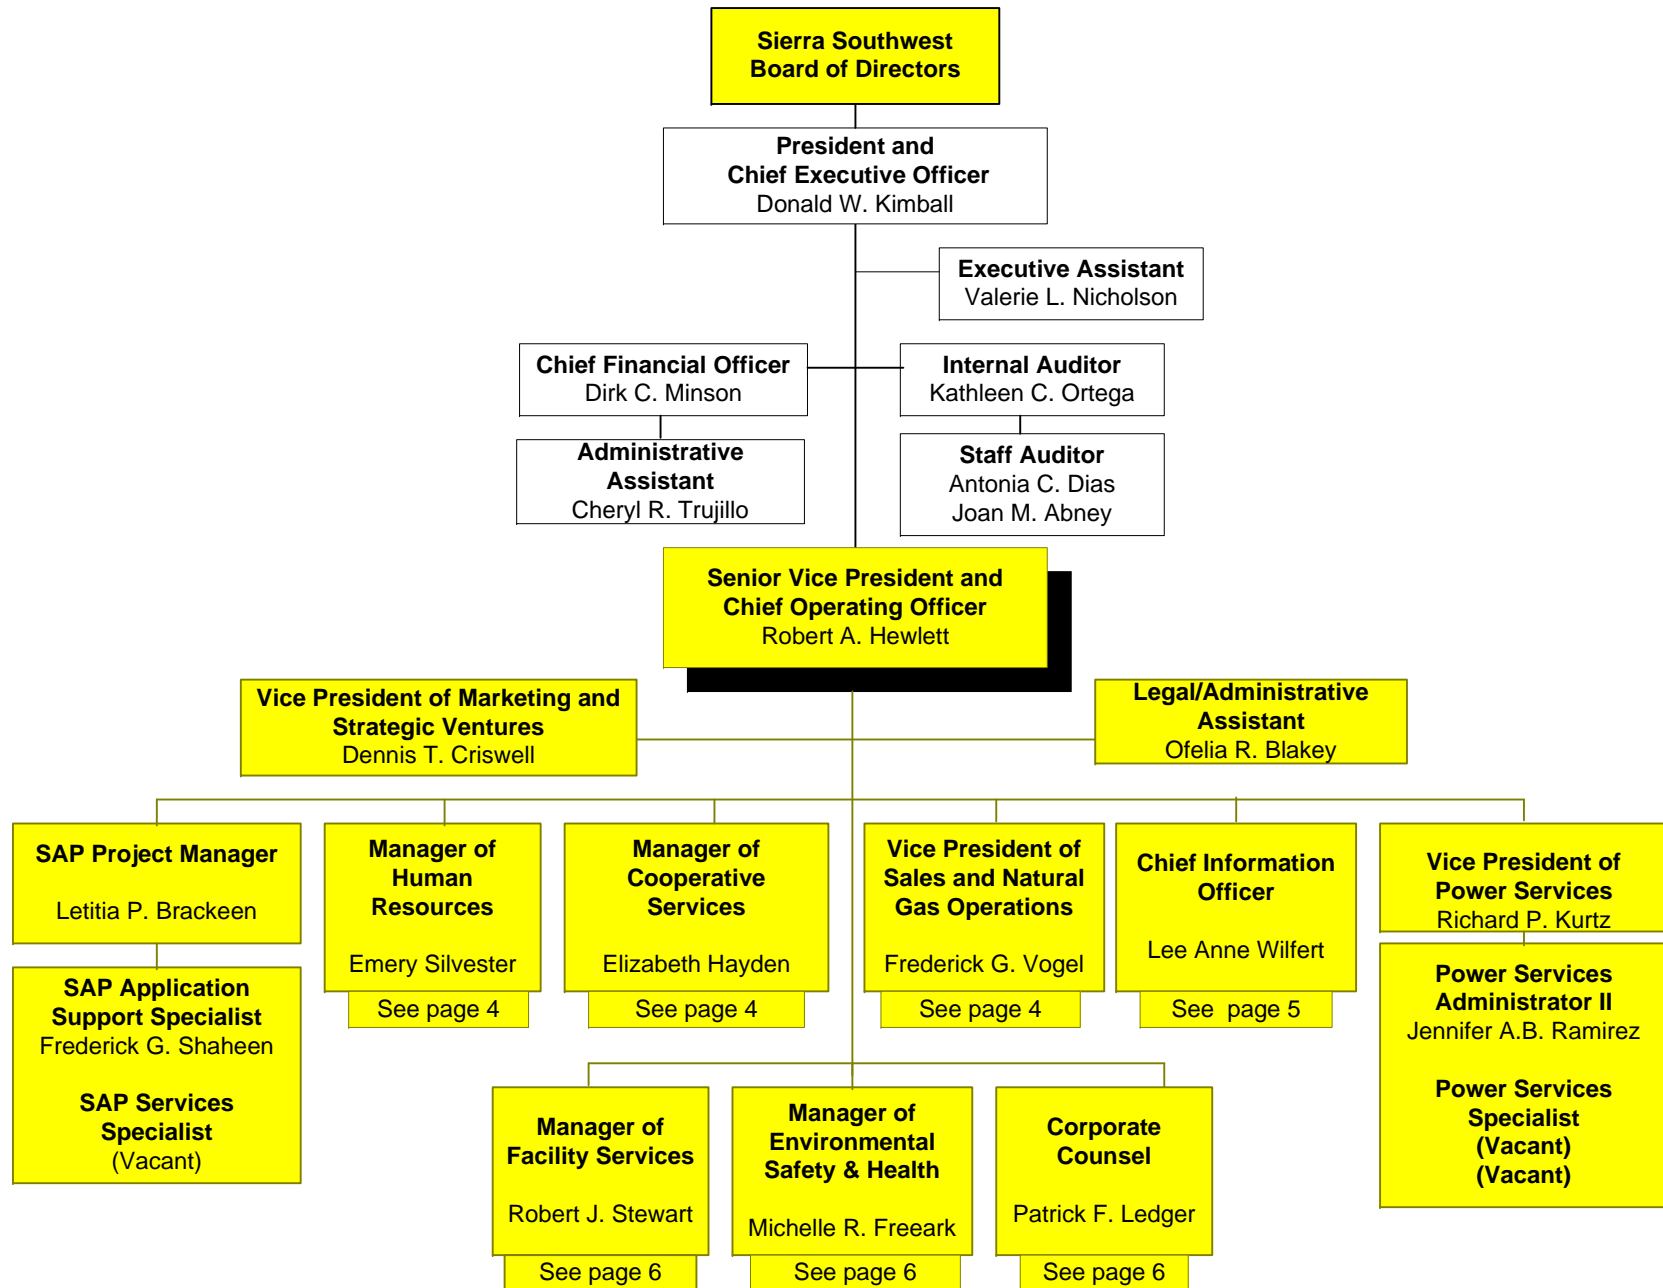 Sierra Southwest
Board of Directors
President and
Chief Executive Officer
Donald W. Kimball
Executive Assistant
Valerie L. Nicholson
Chief Financial Officer
Dirk C. Minson
Internal Auditor
Kathleen C. Ortega
Administrative
Assistant
Cheryl R. Trujillo
Staff Auditor
Antonia C. Dias
Joan M. Abney
Senior Vice President and
Chief Operating Officer
Robert A. Hewlett
Vice President of Marketing and
Strategic Ventures
Dennis T. Criswell
Legal/Administrative
Assistant
Ofelia R. Blakey
SAP Project Manager
Letitia P. Brackeen
SAP Application
Support Specialist
Frederick G. Shaheen
SAP Services
Specialist
(Vacant)
Manager of
Human
Resources
Emery Silvester
See page 4
Manager of
Cooperative
Services
Elizabeth Hayden
See page 4
Vice President of
Sales and Natural
Gas Operations
Frederick G. Vogel
See page 4
Chief Information
Officer
Lee Anne Wilfert
See page 5
Vice President of
Power Services
Richard P. Kurtz
Power Services
Administrator II
Jennifer A.B. Ramirez
Power Services
Specialist
(Vacant)
(Vacant)
Manager of
Facility Services
Robert J. Stewart
See page 6
Manager of
Environmental
Safety & Health
Michelle R. Freeark
See page 6
Corporate
Counsel
Patrick F. Ledger
See page 6